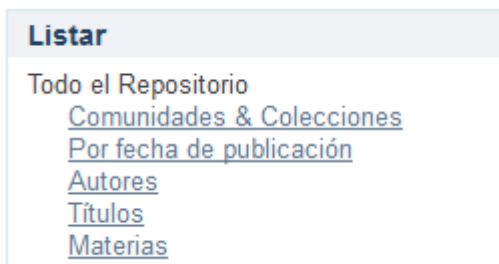 Listar
Todo el Repositorio
Comunidades & Colecciones
Por fecha de publicación
Autores
Títulos
Materias